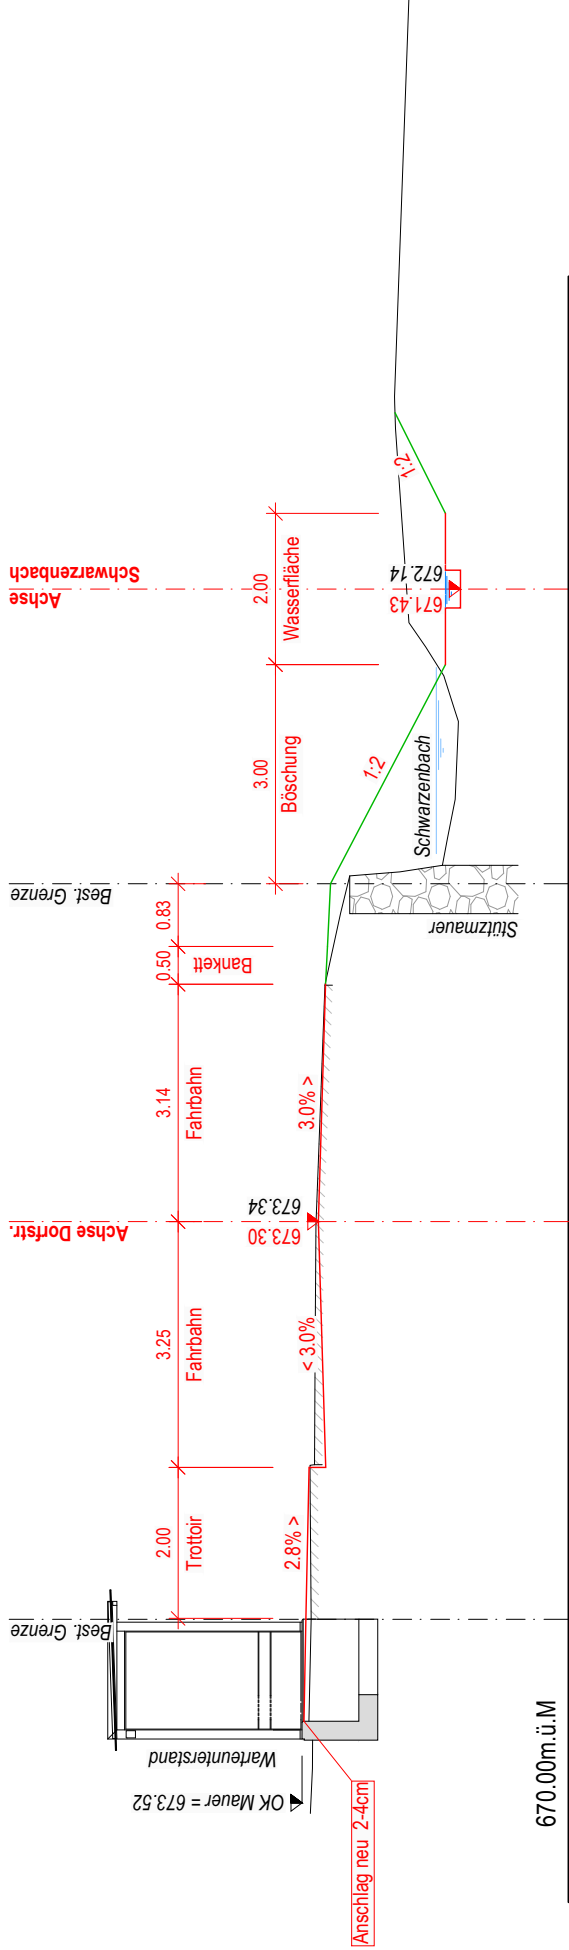 Achse
Schwarzenbach
Achse Dorfstr.
Best. Grenze
Best. Grenze
2.00
Trottoir
3.25
Fahrbahn
3.14
Fahrbahn
0.50
Bankett
0.83
3.00
Böschung
2.00
Wasserfläche
Warteunterstand
OK Mauer = 673.52
Anschlag neu 2-4cm
2.8% >
< 3.0%
673.30
673.34
3.0% >
1:2
1:2
671.43
672.14
Schwarzenbach
Stützmauer
670.00m.ü.M